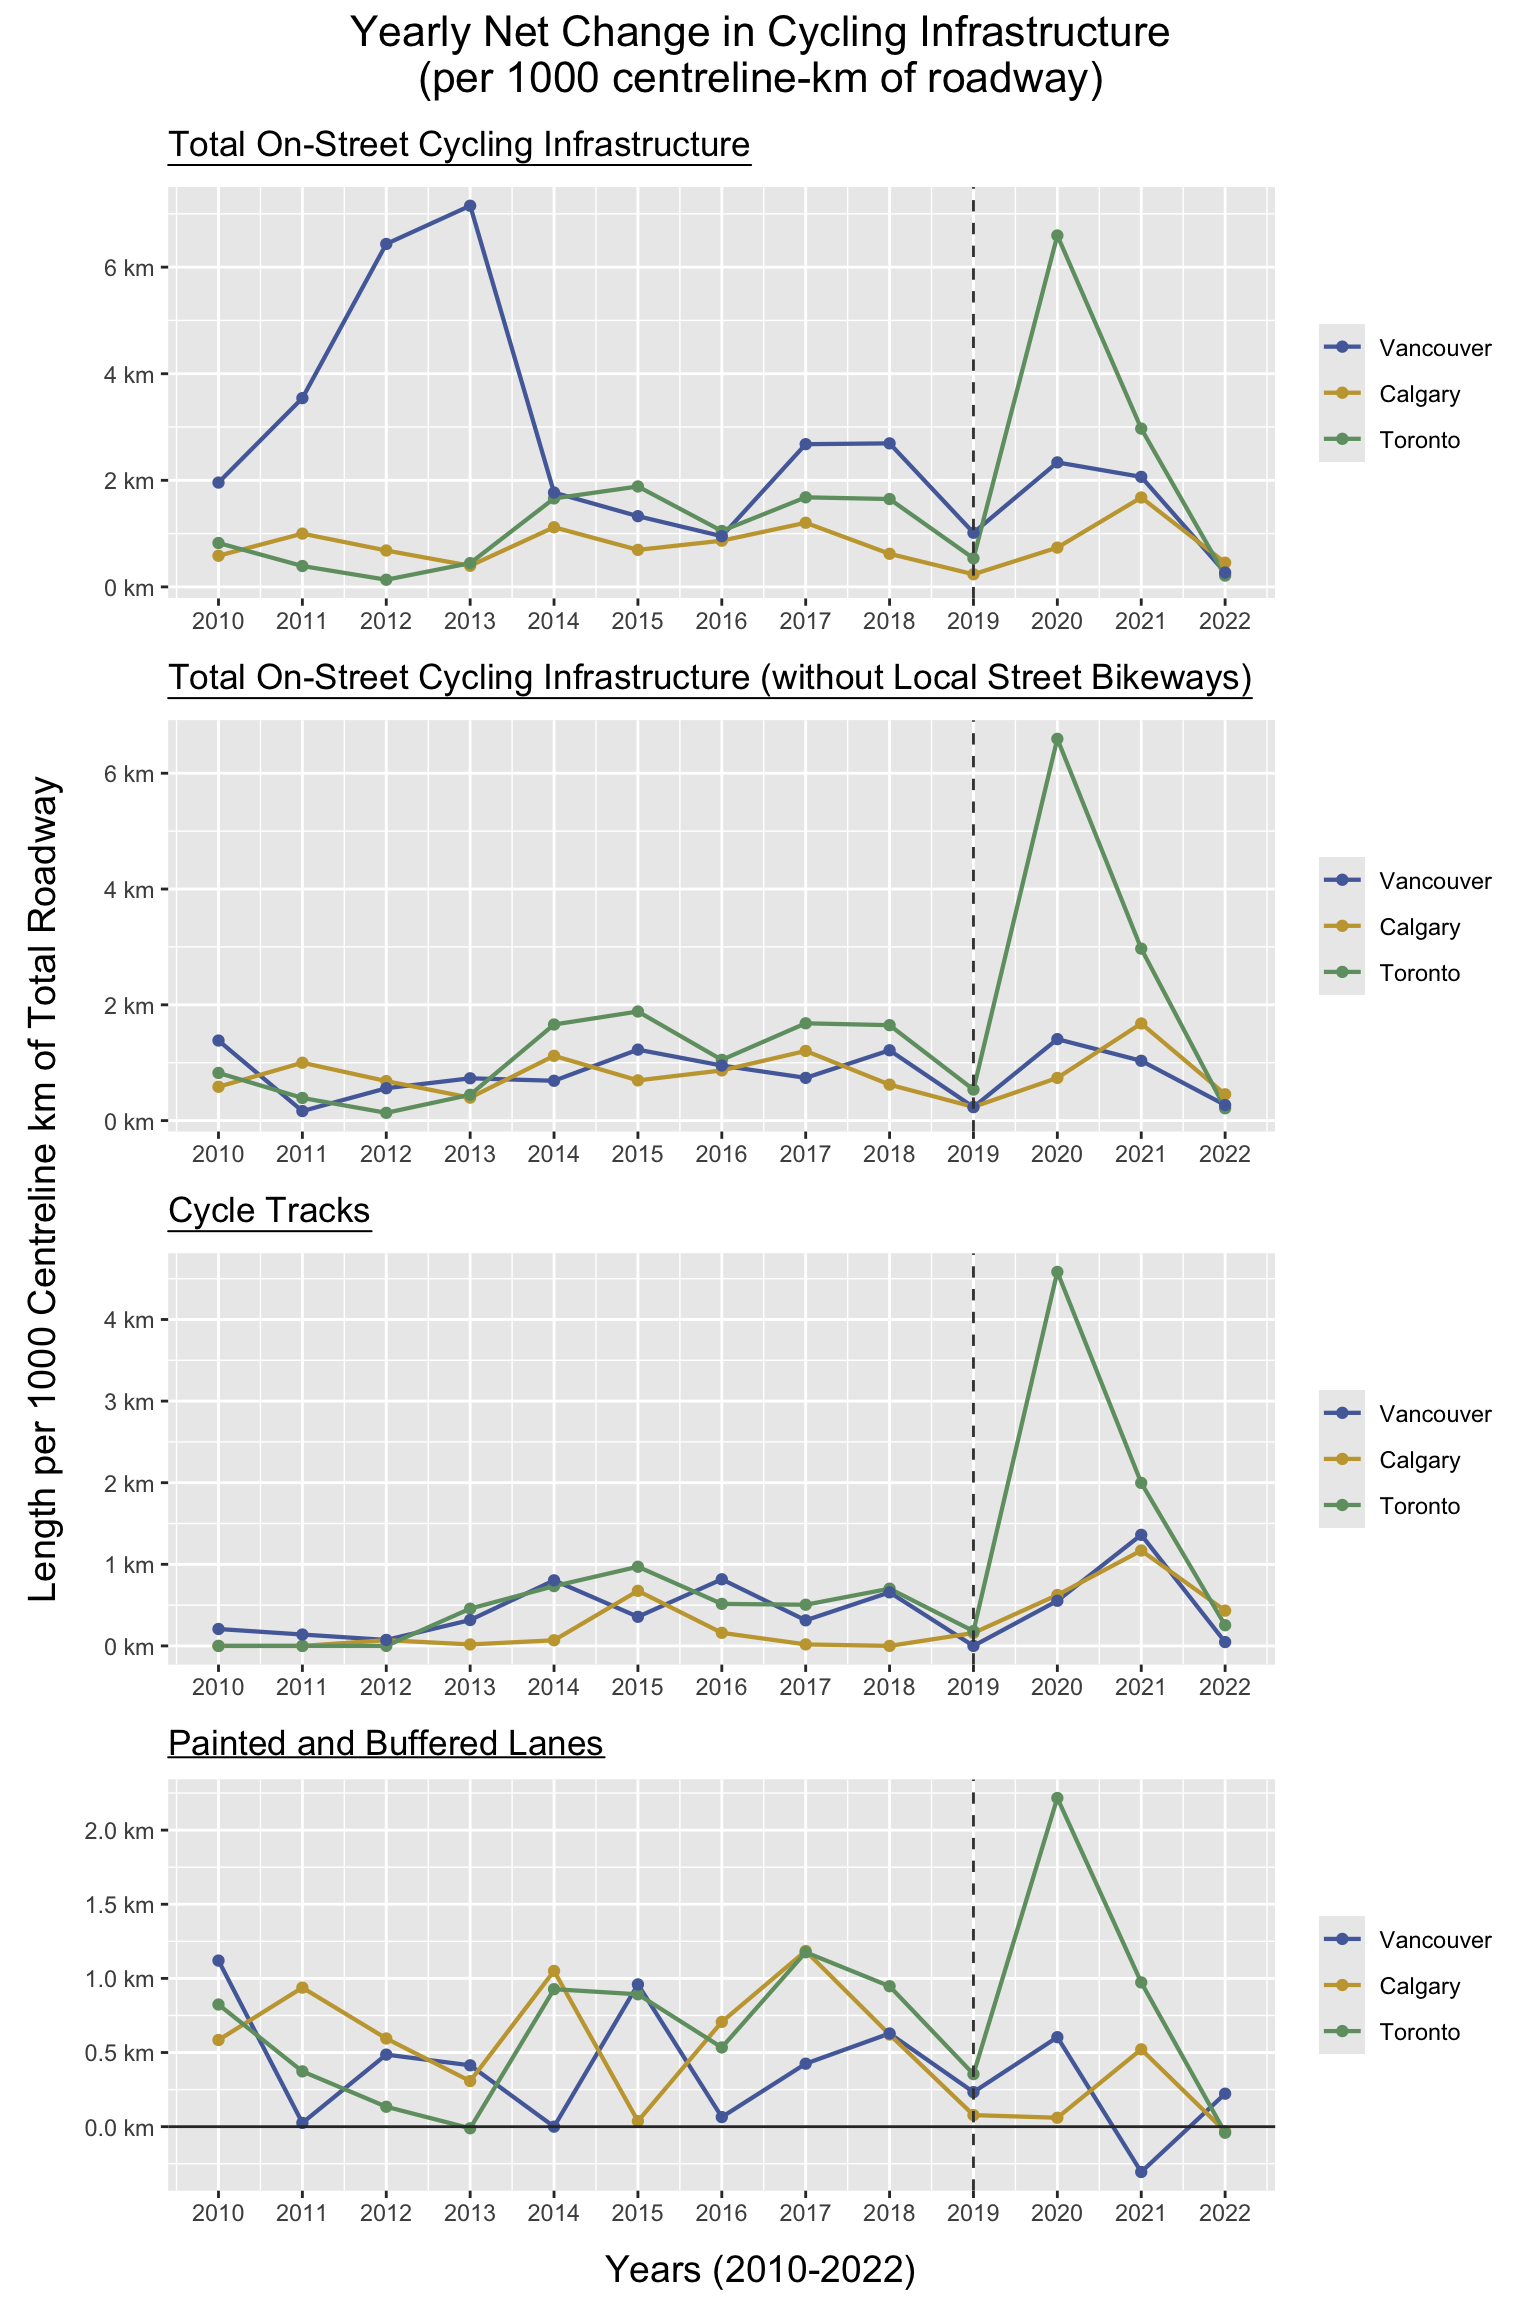 Yearly Net Change in Cycling Infrastructure
(per 1000 centreline-km of roadway)
Length per 1000 Centreline km of Total Roadway
Total On-Street Cycling Infrastructure
6 km
4 km
2 km
0 km
2010 2011 2012 2013 2014 2015 2016 2017 2018 2019 2020 2021 2022
Vancouver
Calgary
Toronto
Total On-Street Cycling Infrastructure (without Local Street Bikeways)
6 km
4 km
2 km
0 km
2010 2011 2012 2013 2014 2015 2016 2017 2018 2019 2020 2021 2022
Vancouver
Calgary
Toronto
Cycle Tracks
4 km
3 km
2 km
1 km
0 km
2010 2011 2012 2013 2014 2015 2016 2017 2018 2019 2020 2021 2022
Vancouver
Calgary
Toronto
Painted and Buffered Lanes
2.0 km
1.5 km
1.0 km
0.5 km
0.0 km
2010 2011 2012 2013 2014 2015 2016 2017 2018 2019 2020 2021 2022
Vancouver
Calgary
Toronto
Years (2010-2022)